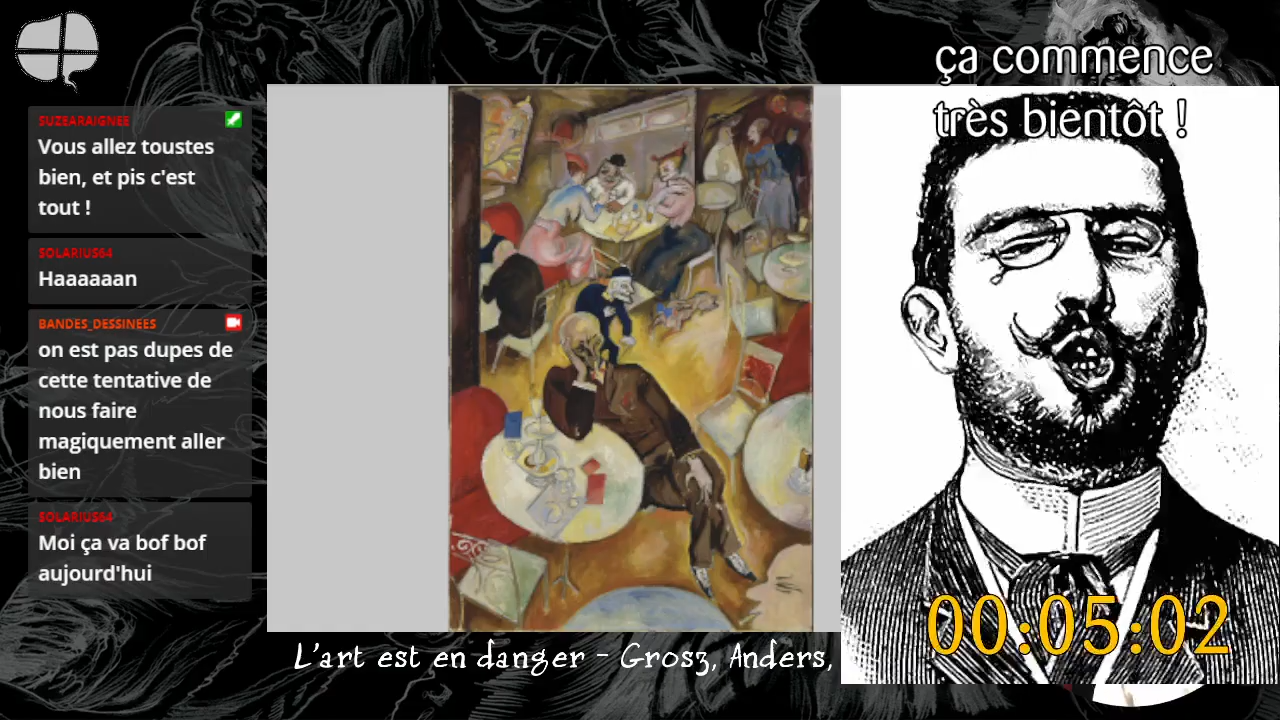 ça commence
très bientôt !
SUZEARAIGNEE
Vous allez toustes
bien, et pis c'est
tout !
SOLARIUS64
Haaaaaan
BANDES_DESSINEES
on est pas dupes de
cette tentative de
nous faire
magiquement aller
bien
SOLARIUS64
Moi ça va bof bof
aujourd'hui
00:05:02
L'art est en danger - Grosz, Anders,